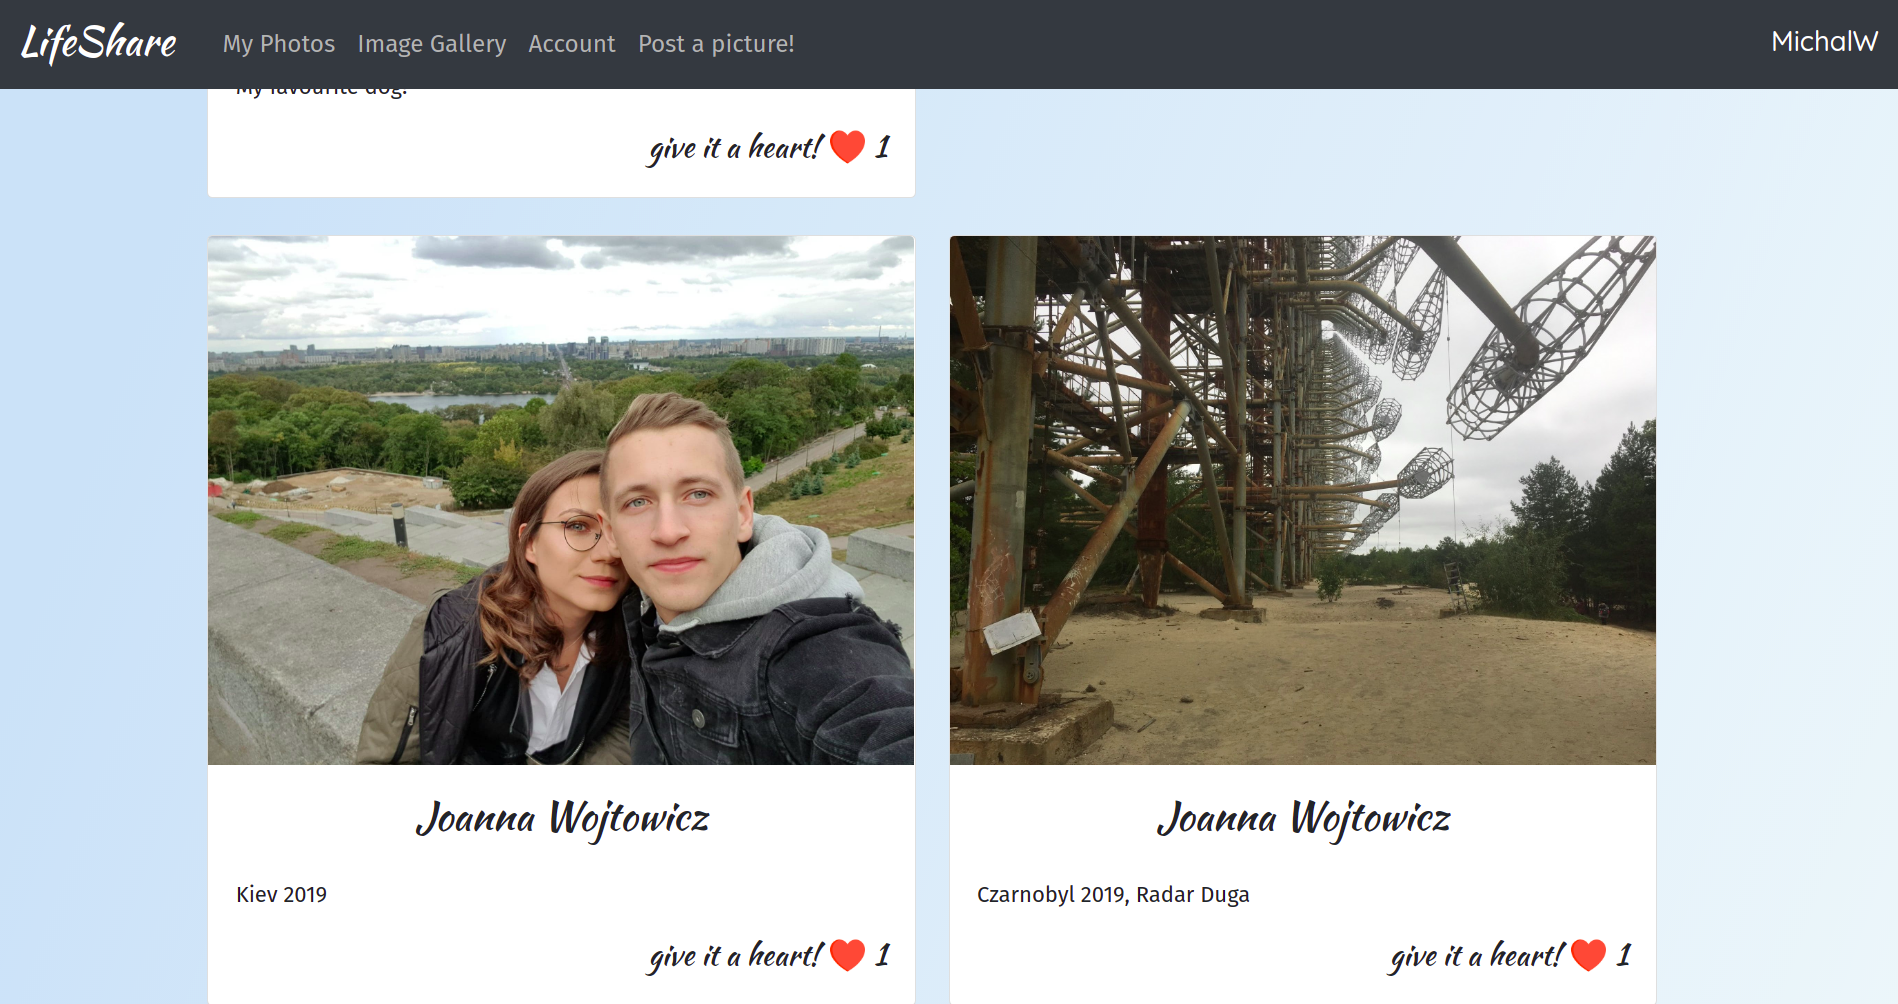 LifeShare My Photos Image Gallery Account Post a picture! MichalW
My favourite dog!
give it a heart! ❤️ 1
Joanna Wojtowicz
Kiev 2019
give it a heart! ❤️ 1
Joanna Wojtowicz
Czarnobyl 2019, Radar Duga
give it a heart! ❤️ 1